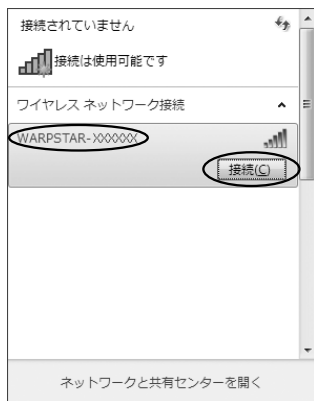 接続されていません
接続は使用可能です
ワイヤレス ネットワーク接続
WARPSTAR-XXXXXX
接続(C)
ネットワークと共有センターを開く